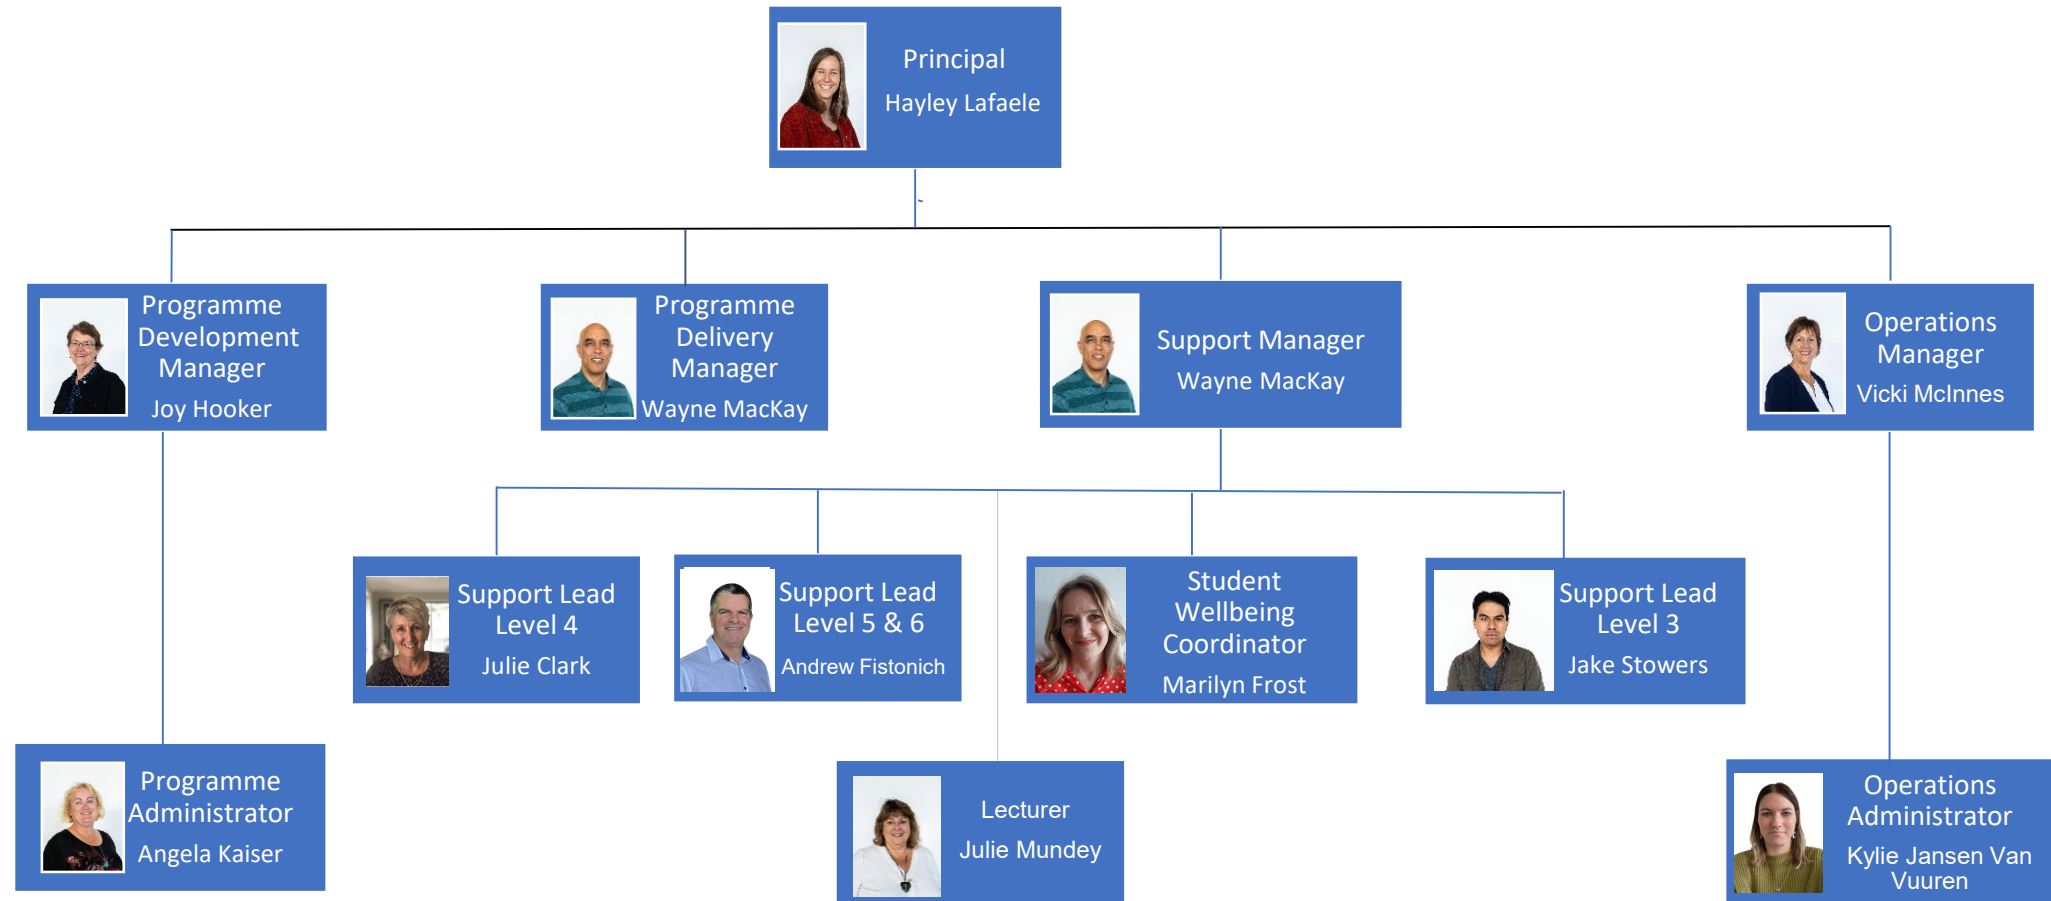 Principal
Hayley Lafaele
Programme
Development
Manager
Joy Hooker
Programme
Delivery
Manager
Wayne MacKay
Support Manager
Wayne MacKay
Operations
Manager
Vicki McInnes
Support Lead
Level 4
Julie Clark
Support Lead
Level 5 & 6
Andrew Fistonich
Student
Wellbeing
Coordinator
Marilyn Frost
Support Lead
Level 3
Jake Stowers
Programme
Administrator
Angela Kaiser
Lecturer
Julie Mundey
Operations
Administrator
Kylie Jansen Van
Vuuren